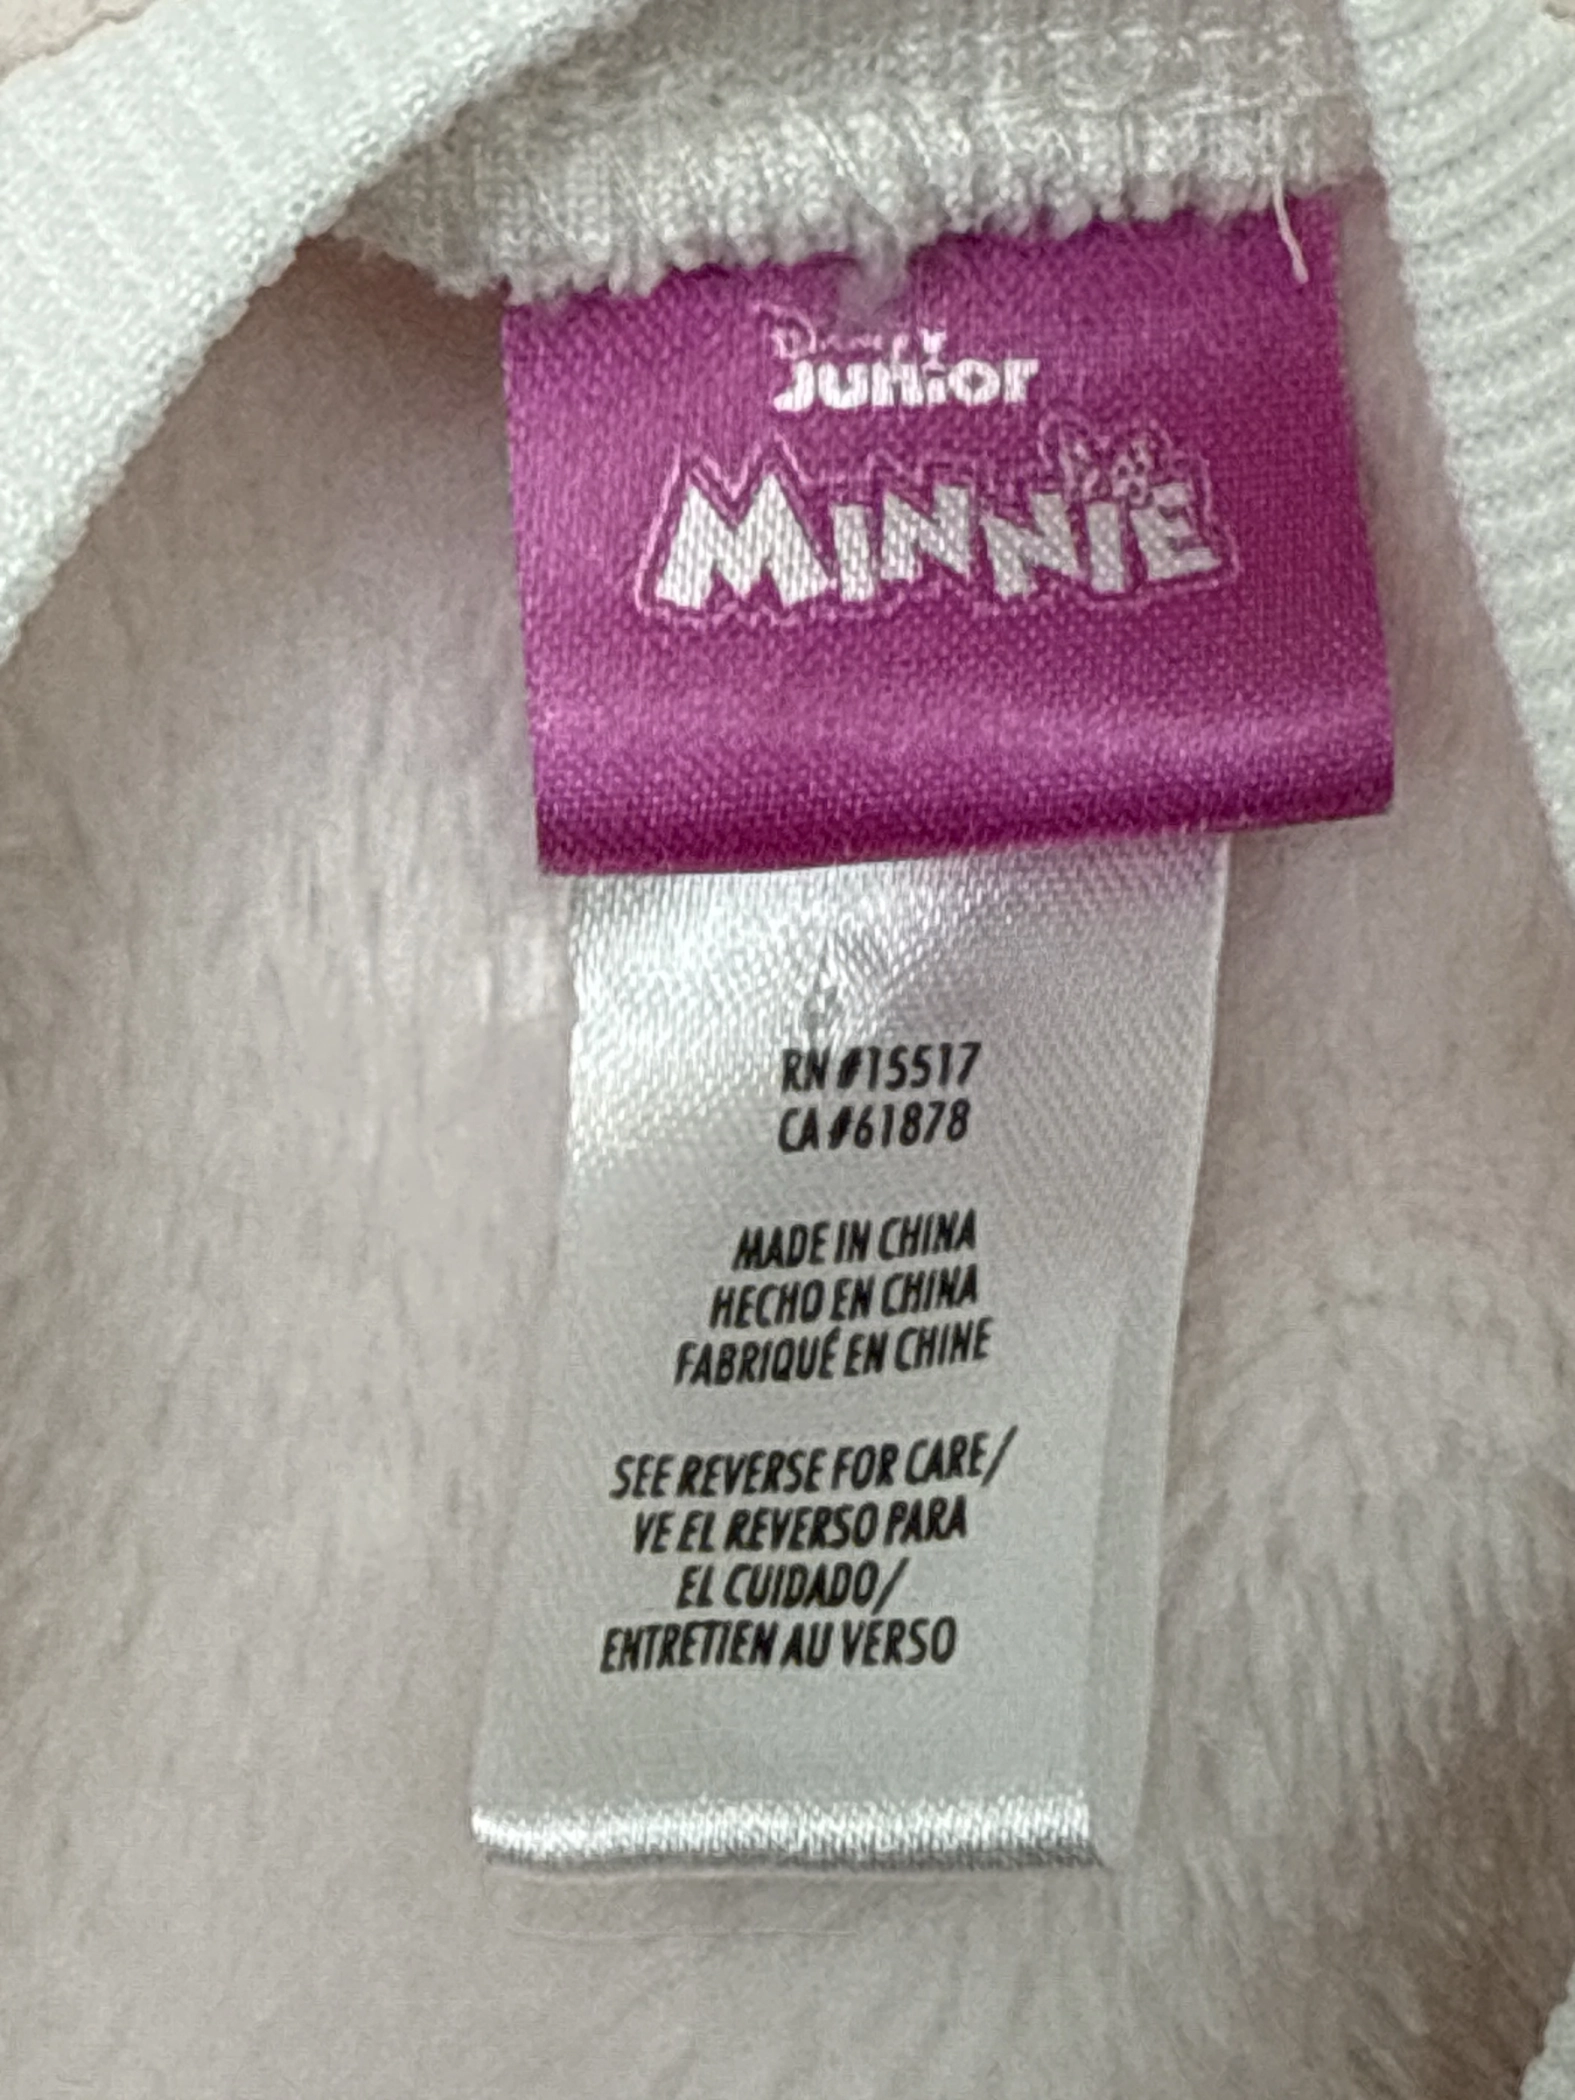 Disney
Junior
MINNIE
RN #15517
CA #61878
MADE IN CHINA
HECHO EN CHINA
FABRIQUÉ EN CHINE
SEE REVERSE FOR CARE/
VE EL REVERSO PARA
EL CUIDADO/
ENTRETIEN AU VERSO